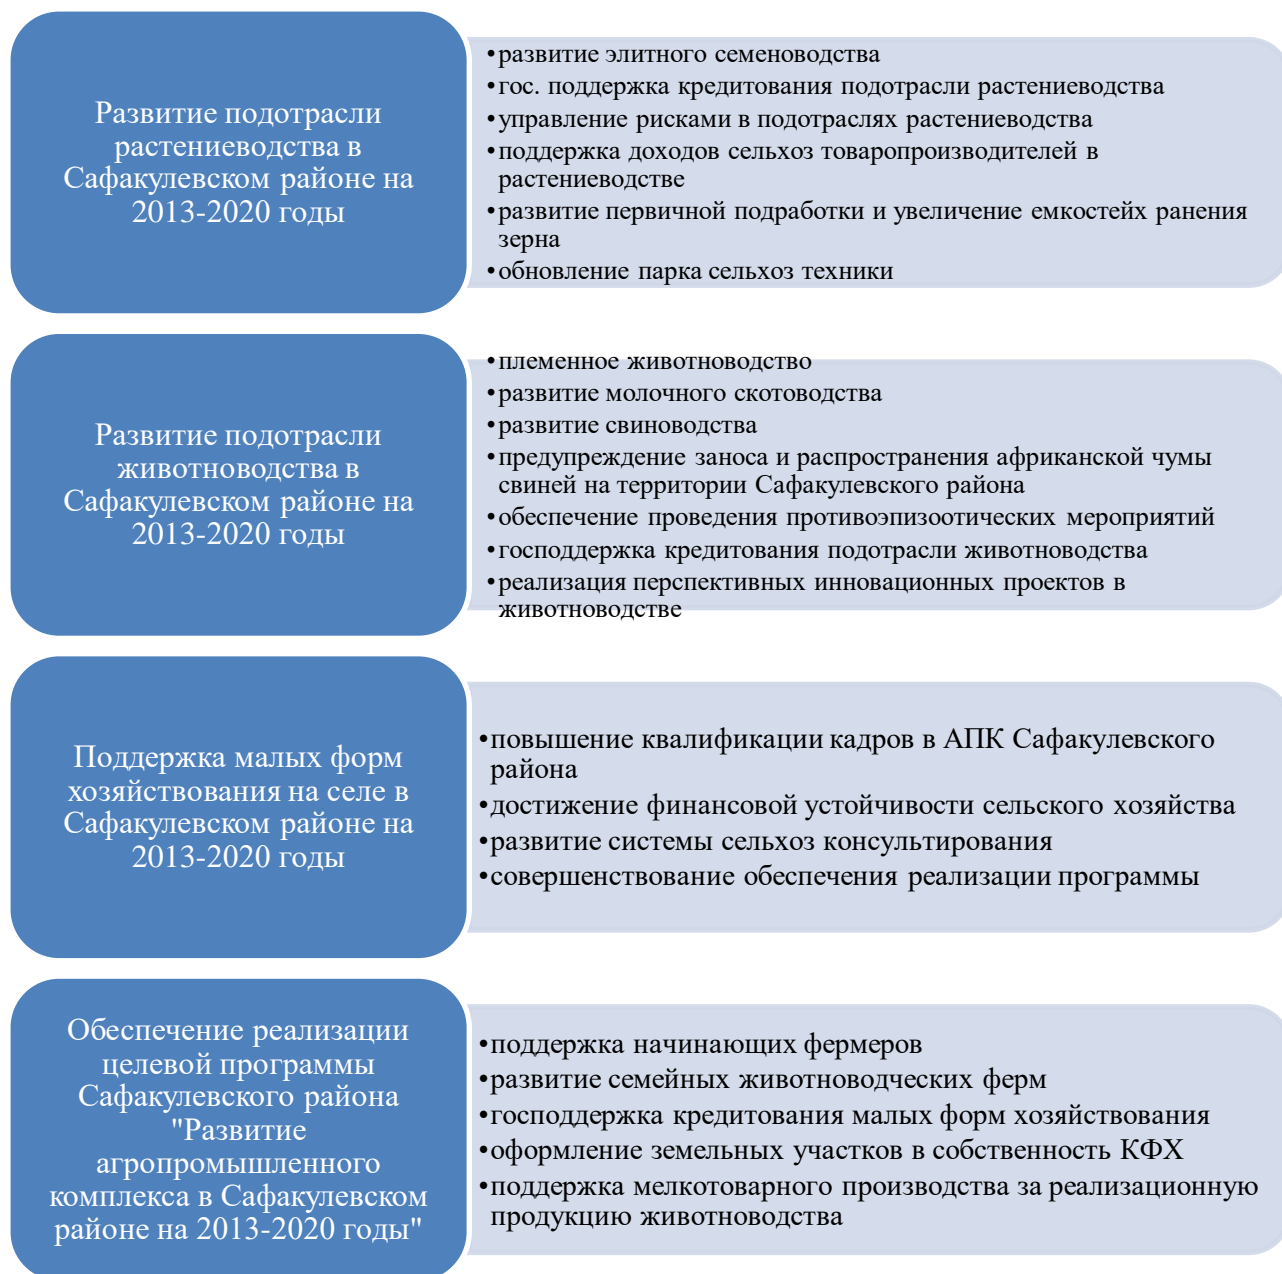 Развитие подотрасли
растениеводства в
Сафакулевском районе на
2013-2020 годы
•развитие элитного семеноводства
•гос. поддержка кредитования подотрасли растениеводства
•управление рисками в подотраслях растениеводства
•поддержка доходов сельхоз товаропроизводителей в
растениеводстве
•развитие первичной подработки и увеличение емкостейх ранения
зерна
•обновление парка сельхоз техники
Развитие подотрасли
животноводства в
Сафакулевском районе на
2013-2020 годы
•племенное животноводство
•развитие молочного скотоводства
•развитие свиноводства
•предупреждение заноса и распространения африканской чумы
свиней на территории Сафакулевского района
•обеспечение проведения противоэпизоотических мероприятий
•господдержка кредитования подотрасли животноводства
•реализация перспективных инновационных проектов в
животноводстве
Поддержка малых форм
хозяйствования на селе в
Сафакулевском районе на
2013-2020 годы
•повышение квалификации кадров в АПК Сафакулевского
района
•достижение финансовой устойчивости сельского хозяйства
•развитие системы сельхоз консультирования
•совершенствование обеспечения реализации программы
Обеспечение реализации
целевой программы
Сафакулевского района
"Развитие
агропромышленного
комплекса в Сафакулевском
районе на 2013-2020 годы"
•поддержка начинающих фермеров
•развитие семейных животноводческих ферм
•господдержка кредитования малых форм хозяйствования
•оформление земельных участков в собственность КФХ
•поддержка мелкотоварного производства за реализационную
продукцию животноводства